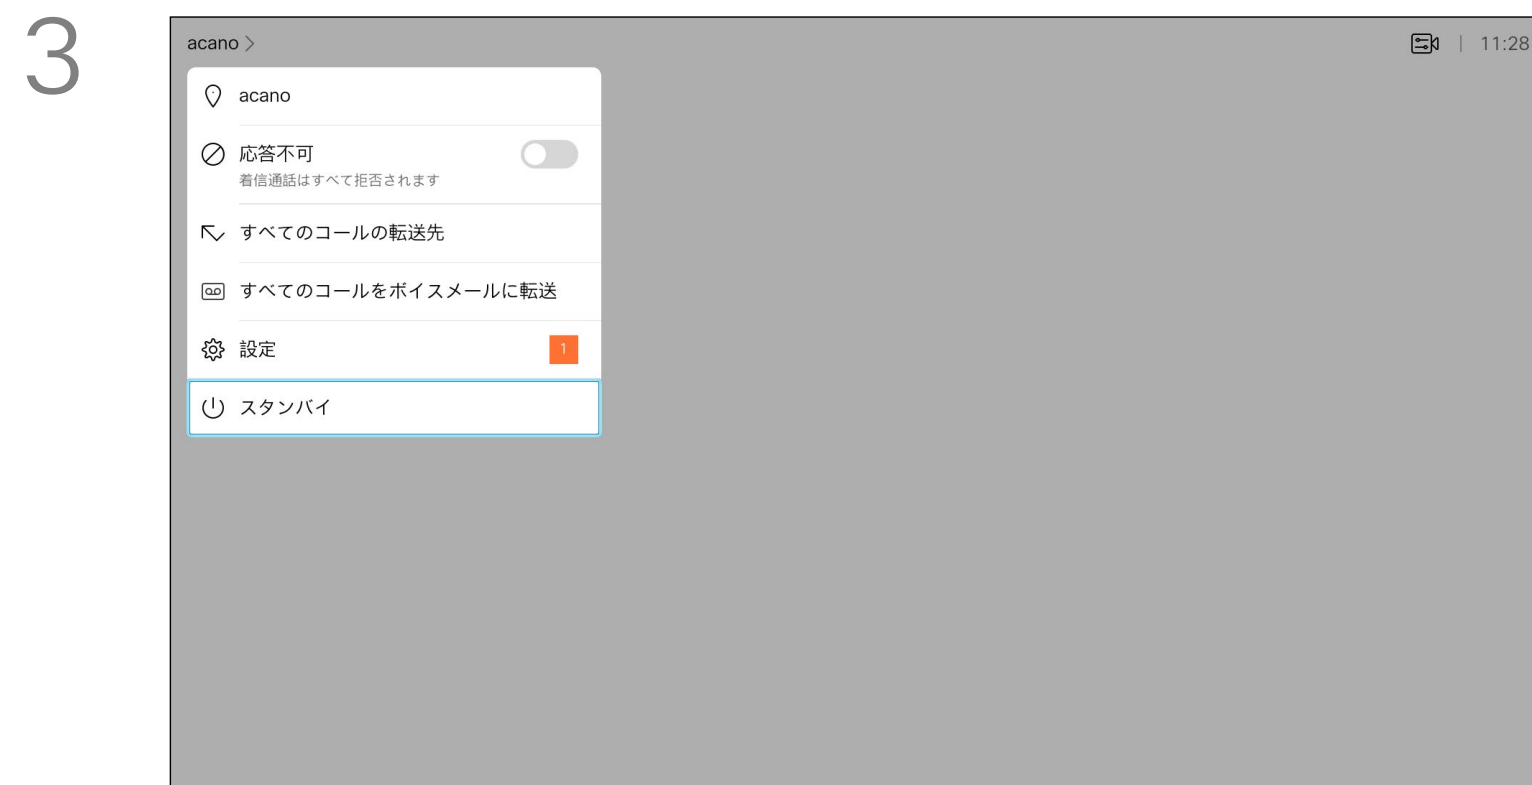 3
acano >
| 11:28
acano
応答不可
着信通話はすべて拒否されます
すべてのコールの転送先
すべてのコールをボイスメールに転送
設定 1
スタンバイ